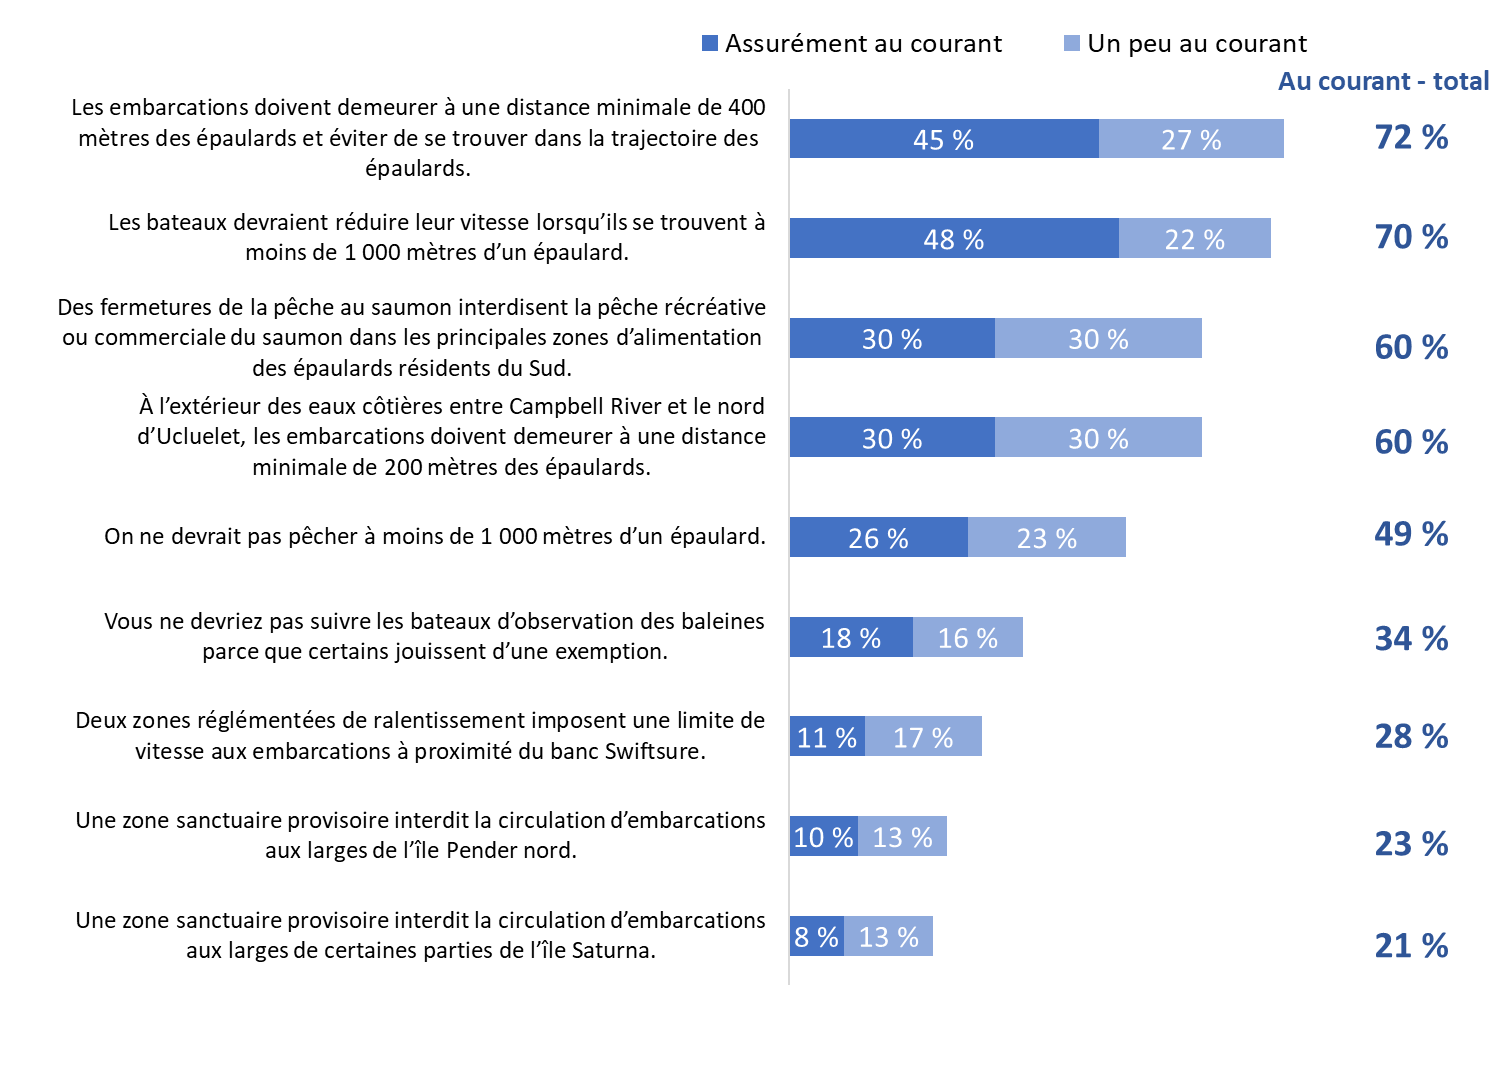 Assurément au courant
Un peu au courant
Au courant - total
Les embarcations doivent demeurer à une distance minimale de 400
mètres des épaulards et éviter de se trouver dans la trajectoire des
épaulards.
45 %
27 %
72 %
Les bateaux devraient réduire leur vitesse lorsqu’ils se trouvent à
moins de 1 000 mètres d’un épaulard.
48 %
22 %
70 %
Des fermetures de la pêche au saumon interdisent la pêche récréative
ou commerciale du saumon dans les principales zones d’alimentation
des épaulards résidents du Sud.
30 %
30 %
60 %
À l’extérieur des eaux côtières entre Campbell River et le nord
d’Ucluelet, les embarcations doivent demeurer à une distance
minimale de 200 mètres des épaulards.
30 %
30 %
60 %
On ne devrait pas pêcher à moins de 1 000 mètres d’un épaulard.
26 %
23 %
49 %
Vous ne devriez pas suivre les bateaux d’observation des baleines
parce que certains jouissent d’une exemption.
18 %
16 %
34 %
Deux zones réglémentées de ralentissement imposent une limite de
vitesse aux embarcations à proximité du banc Swiftsure.
11 %
17 %
28 %
Une zone sanctuaire provisoire interdit la circulation d’embarcations
aux larges de l’île Pender nord.
10 %
13 %
23 %
Une zone sanctuaire provisoire interdit la circulation d’embarcations
aux larges de certaines parties de l’île Saturna.
8 %
13 %
21 %